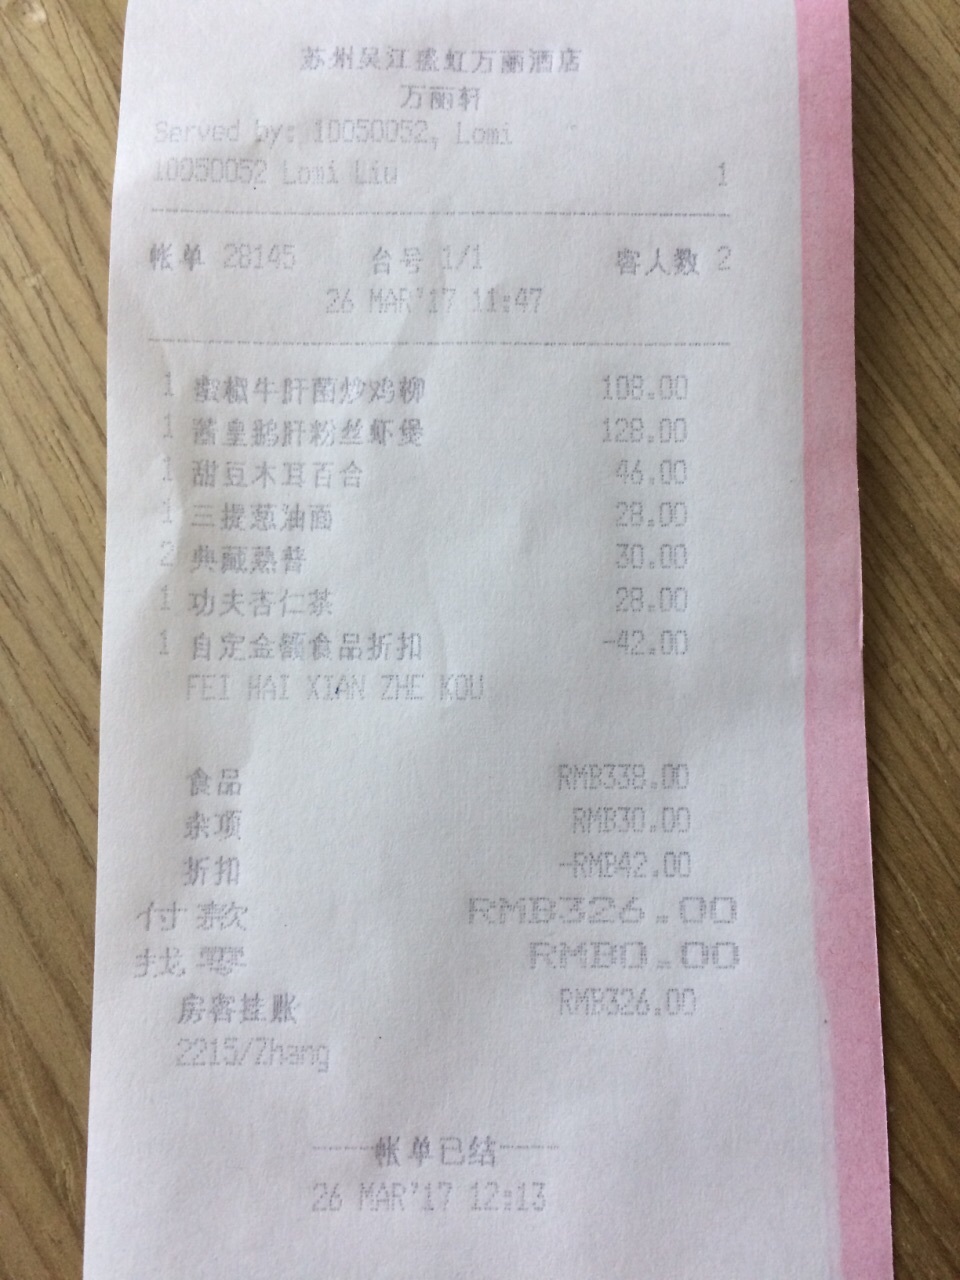 苏州吴江盛虹万丽酒店
万丽轩
Served by: 10050052, Lomi
10050052 Lomi Liu 1
帐单 28145 台号 1/1 客人数 2
26 MAR'17 11:47
1 蜜椒牛肝菌炒鸡柳 108.00
1 酱皇鹅肝粉丝虾煲 128.00
1 甜豆木耳百合 46.00
1 三提葱油面 28.00
2 典藏熟普 30.00
1 功夫杏仁茶 28.00
1 自定金额食品折扣 -42.00
FEI HAI XIAN ZHE KOU
食品 RMB338.00
杂项 RMB30.00
折扣 -RMB42.00
付款 RMB326.00
找零 RMB0.00
房客挂账 RMB326.00
2215/Zhang
----帐单已结----
26 MAR'17 12:13